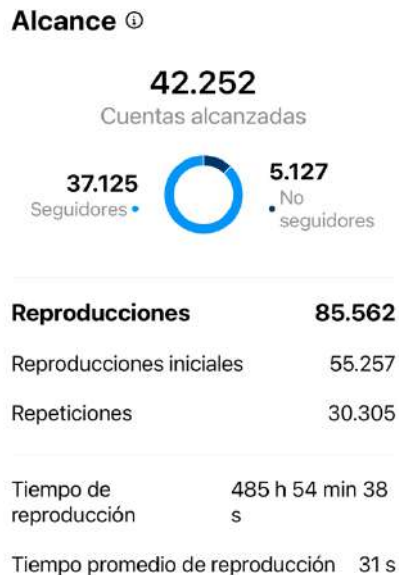 Alcance
42.252
Cuentas alcanzadas
37.125
Seguidores
5.127
No
seguidores
Reproducciones 85.562
Reproducciones iniciales 55.257
Repeticiones 30.305
Tiempo de 485 h 54 min 38
reproducción s
Tiempo promedio de reproducción 31 s